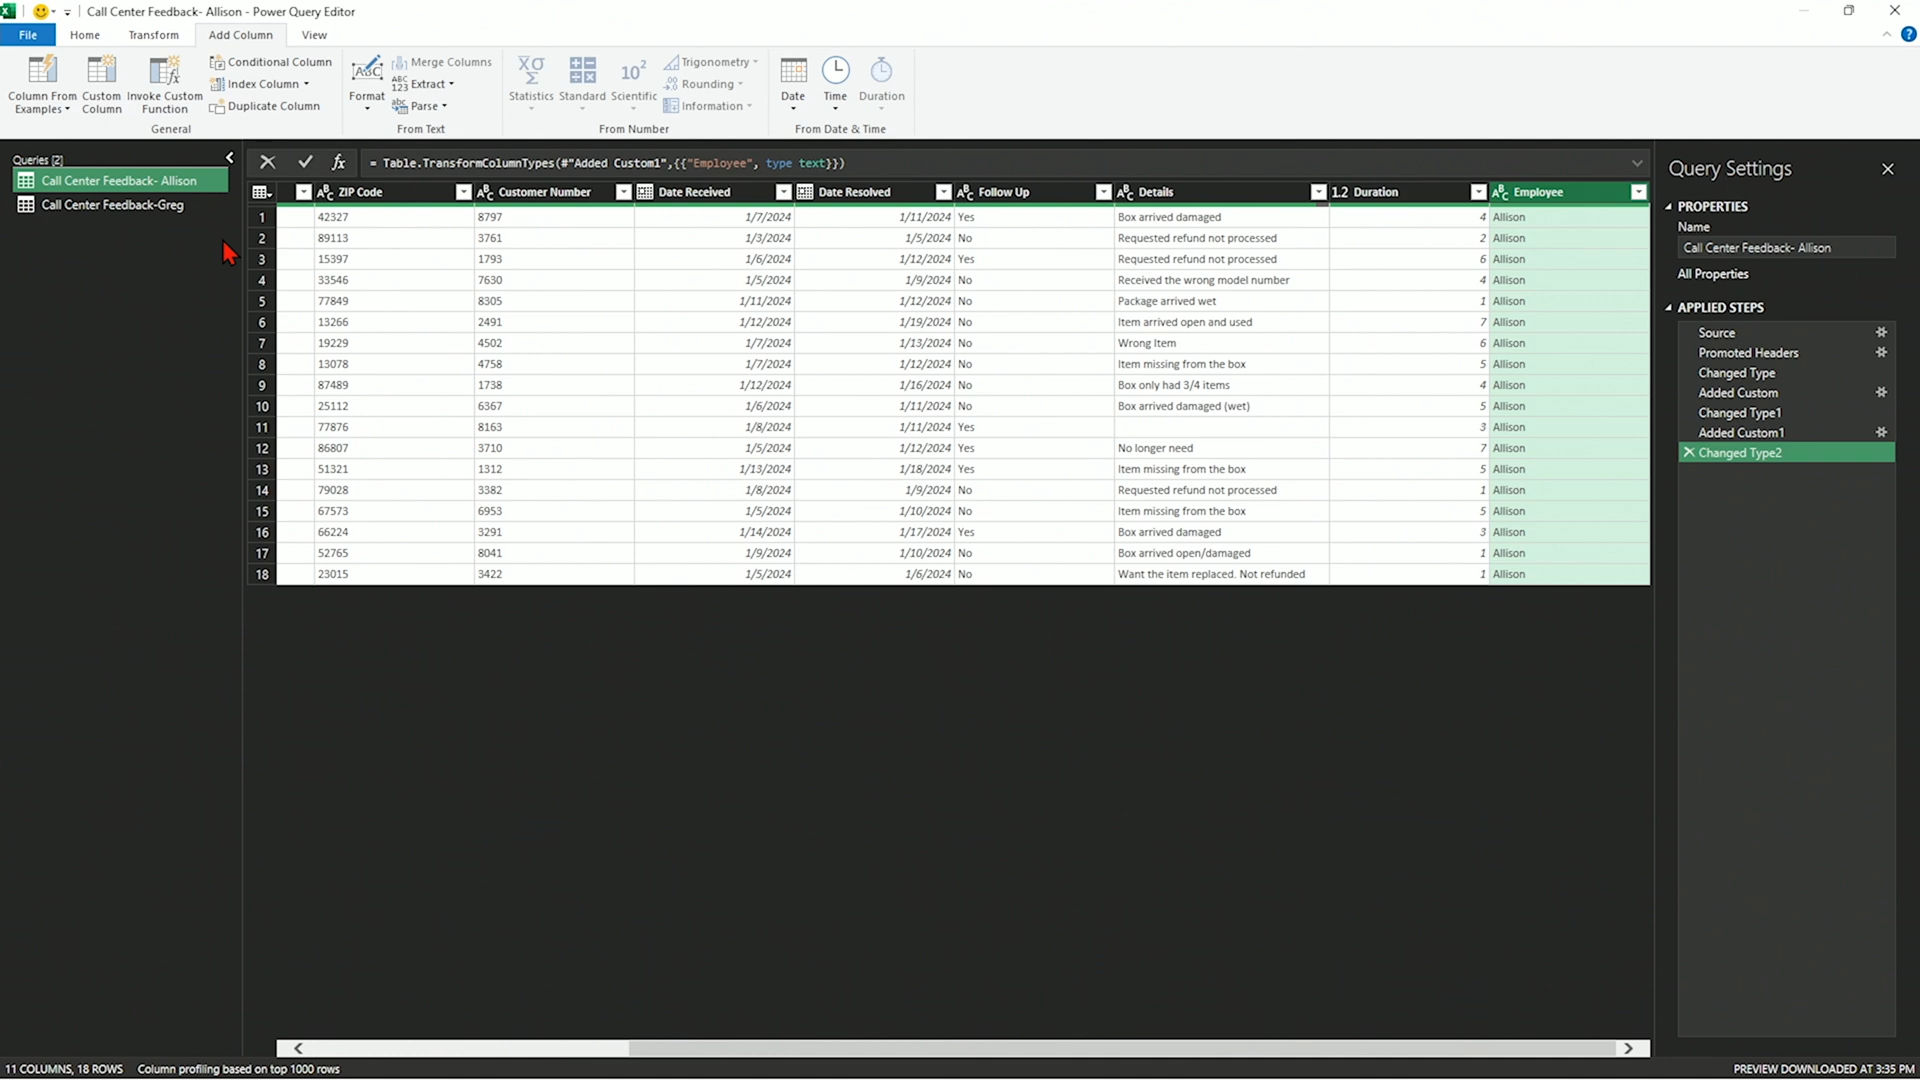 Call Center Feedback- Allison - Power Query Editor
File Home Transform Add Column View
Column From Examples
Custom Column
Invoke Custom Function
Conditional Column
Index Column
Duplicate Column
General
Format
Merge Columns
Extract
Parse
From Text
Statistics
Standard
Scientific
Trigonometry
Rounding
Information
From Number
Date
Time
Duration
From Date & Time
Queries [2]
Call Center Feedback- Allison
Call Center Feedback-Greg
= Table.TransformColumnTypes(#"Added Custom1",{{"Employee", type text}})
ZIP Code Customer Number Date Received Date Resolved Follow Up Details 1.2 Duration Employee
1 42327 8797 1/7/2024 1/11/2024 Yes Box arrived damaged 4 Allison
2 89113 3761 1/3/2024 1/5/2024 No Requested refund not processed 2 Allison
3 15397 1793 1/6/2024 1/12/2024 Yes Requested refund not processed 6 Allison
4 33546 7630 1/5/2024 1/9/2024 No Received the wrong model number 4 Allison
5 77849 8305 1/11/2024 1/12/2024 No Package arrived wet 1 Allison
6 13266 2491 1/12/2024 1/19/2024 No Item arrived open and used 7 Allison
7 19229 4502 1/7/2024 1/13/2024 No Wrong Item 6 Allison
8 13078 4758 1/7/2024 1/12/2024 No Item missing from the box 5 Allison
9 87489 1738 1/12/2024 1/16/2024 No Box only had 3/4 items 4 Allison
10 25112 6367 1/6/2024 1/11/2024 No Box arrived damaged (wet) 5 Allison
11 77876 8163 1/8/2024 1/11/2024 Yes 3 Allison
12 86807 3710 1/5/2024 1/12/2024 Yes No longer need 7 Allison
13 51321 1312 1/13/2024 1/18/2024 Yes Item missing from the box 5 Allison
14 79028 3382 1/8/2024 1/9/2024 No Requested refund not processed 1 Allison
15 67573 6953 1/5/2024 1/10/2024 No Item missing from the box 5 Allison
16 66224 3291 1/14/2024 1/17/2024 Yes Box arrived damaged 3 Allison
17 52765 8041 1/9/2024 1/10/2024 No Box arrived open/damaged 1 Allison
18 23015 3422 1/5/2024 1/6/2024 No Want the item replaced. Not refunded 1 Allison
Query Settings
PROPERTIES
Name
Call Center Feedback- Allison
All Properties
APPLIED STEPS
Source
Promoted Headers
Changed Type
Added Custom
Changed Type1
Added Custom1
Changed Type2
11 COLUMNS, 18 ROWS Column profiling based on top 1000 rows PREVIEW DOWNLOADED AT 3:35 PM